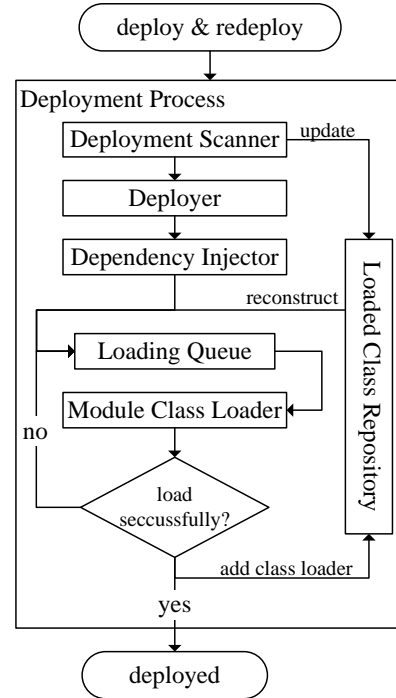 deploy & redeploy
Deployment Process
Deployment Scanner
update
Deployer
Dependency Injector
reconstruct
Loaded Class Repository
Loading Queue
Module Class Loader
no
load
seccussfully?
add class loader
yes
deployed